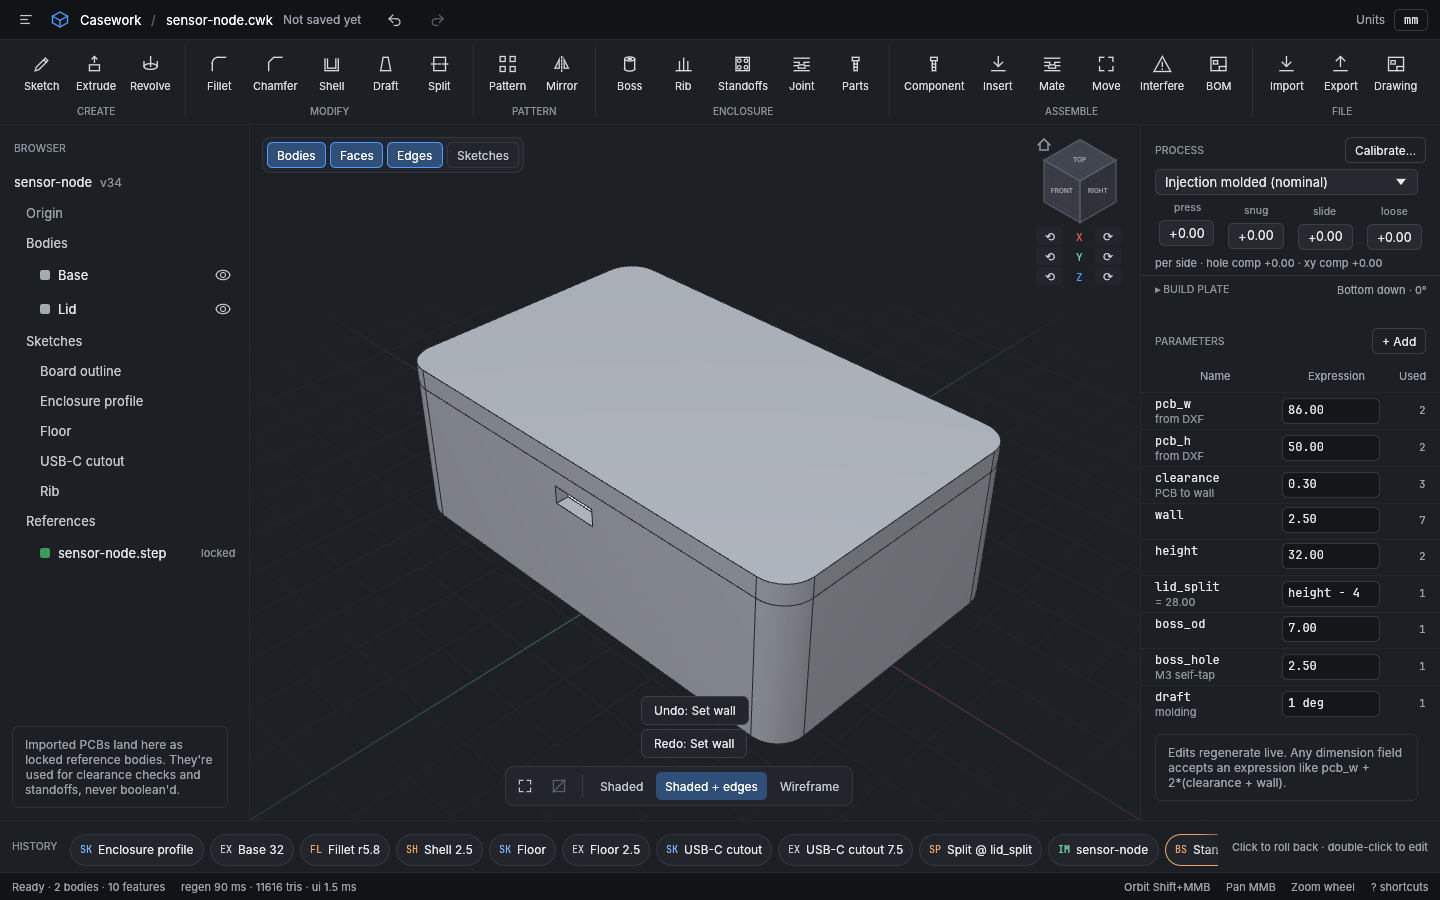 Casework / sensor-node.cwk Not saved yet
Units mm
Sketch Extrude Revolve
CREATE
Fillet Chamfer Shell Draft Split
MODIFY
Pattern Mirror
PATTERN
Boss Rib Standoffs Joint Parts
ENCLOSURE
Component Insert Mate Move Interfere BOM
ASSEMBLE
Import Export Drawing
FILE
BROWSER
sensor-node v34
Origin
Bodies
Base
Lid
Sketches
Board outline
Enclosure profile
Floor
USB-C cutout
Rib
References
sensor-node.step locked
Imported PCBs land here as
locked reference bodies. They're
used for clearance checks and
standoffs, never boolean'd.
Bodies Faces Edges Sketches
TOP
FRONT RIGHT
X
Y
Z
Undo: Set wall
Redo: Set wall
Shaded Shaded + edges Wireframe
PROCESS Calibrate...
Injection molded (nominal)
press snug slide loose
+0.00 +0.00 +0.00 +0.00
per side · hole comp +0.00 · xy comp +0.00
▸ BUILD PLATE Bottom down · 0°
PARAMETERS + Add
Name Expression Used
pcb_w 86.00 2
from DXF
pcb_h 50.00 2
from DXF
clearance 0.30 3
PCB to wall
wall 2.50 7
height 32.00 2
lid_split height - 4 1
= 28.00
boss_od 7.00 1
boss_hole 2.50 1
M3 self-tap
draft 1 deg 1
molding
Edits regenerate live. Any dimension field
accepts an expression like pcb_w +
2*(clearance + wall).
HISTORY SK Enclosure profile EX Base 32 FL Fillet r5.8 SH Shell 2.5 SK Floor EX Floor 2.5 SK USB-C cutout EX USB-C cutout 7.5 SP Split @ lid_split IM sensor-node BS Stan Click to roll back · double-click to edit
Ready · 2 bodies · 10 features regen 90 ms · 11616 tris · ui 1.5 ms Orbit Shift+MMB Pan MMB Zoom wheel ? shortcuts